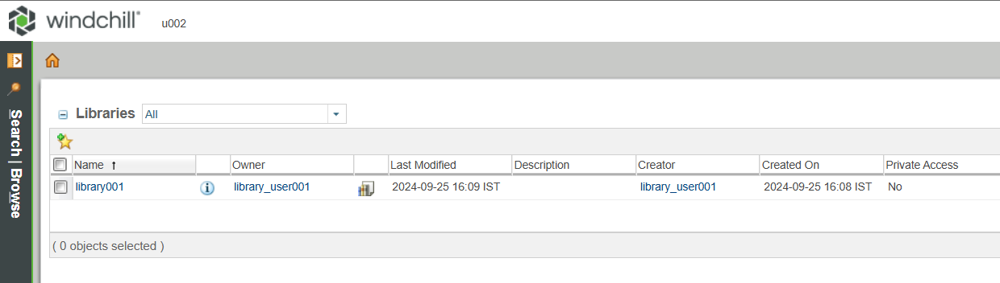 windchill® u002
Libraries All
Name ↑ Owner Last Modified Description Creator Created On Private Access
library001 library_user001 2024-09-25 16:09 IST library_user001 2024-09-25 16:08 IST No
( 0 objects selected )
Search | Browse